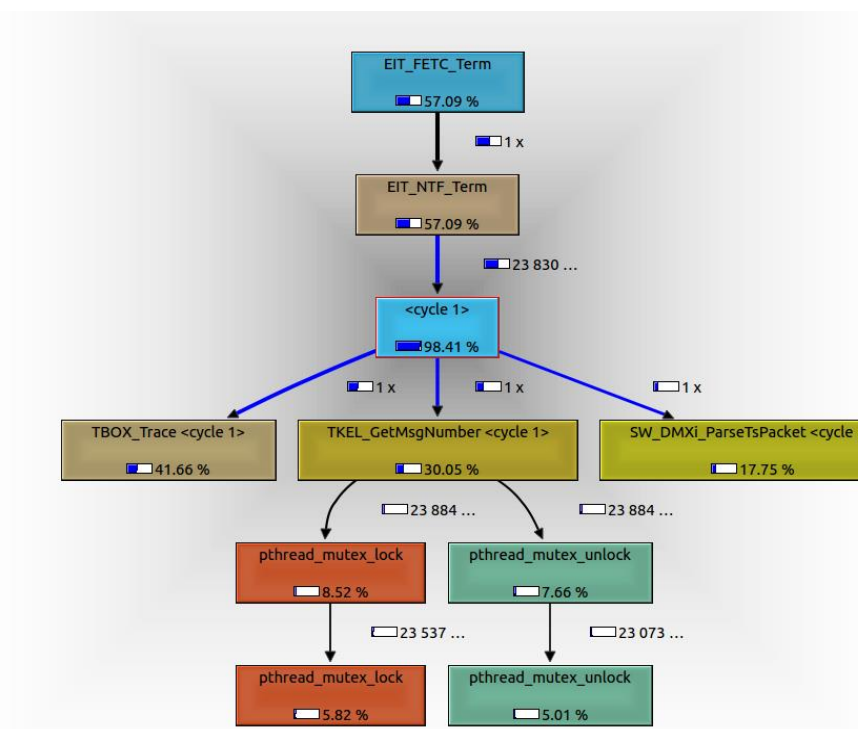 EIT_FETC_Term
57.09 %
1 x
EIT_NTF_Term
57.09 %
23 830 ...
<cycle 1>
98.41 %
1 x
1 x
1 x
TBOX_Trace <cycle 1>
41.66 %
TKEL_GetMsgNumber <cycle 1>
30.05 %
SW_DMXi_ParseTsPacket <cycle
17.75 %
23 884 ...
23 884 ...
pthread_mutex_lock
8.52 %
pthread_mutex_unlock
7.66 %
23 537 ...
23 073 ...
pthread_mutex_lock
5.82 %
pthread_mutex_unlock
5.01 %